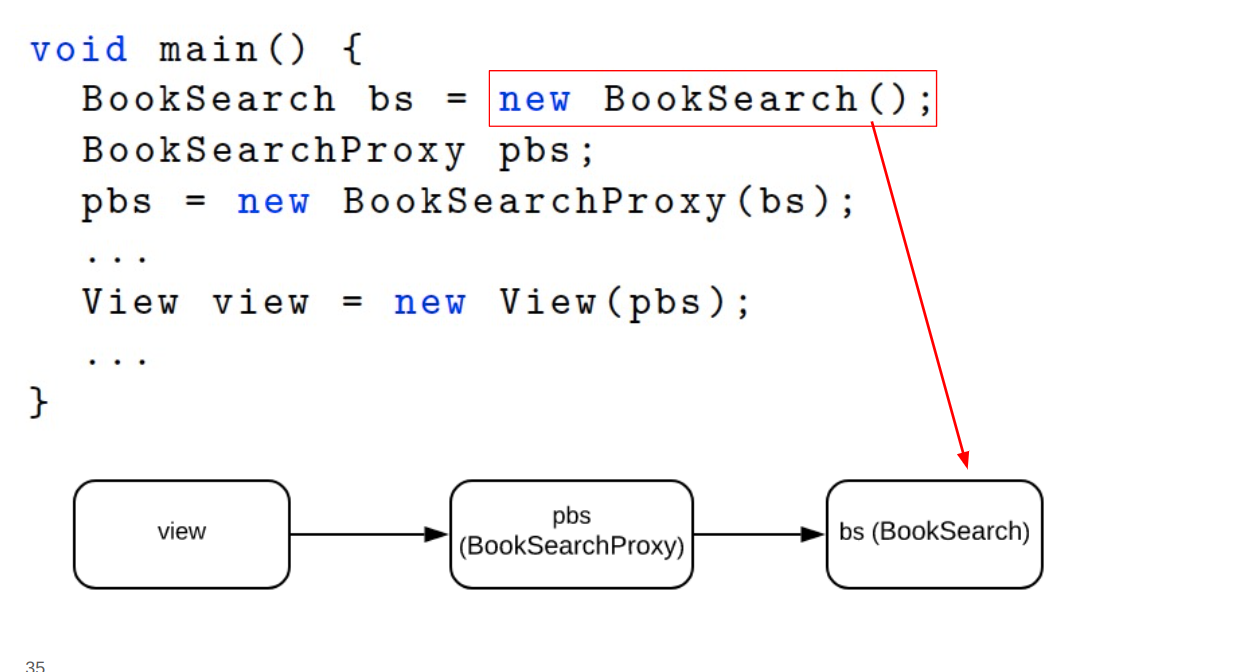 void main() {
BookSearch bs = new BookSearch();
BookSearchProxy pbs;
pbs = new BookSearchProxy(bs);
...
View view = new View(pbs);
...
}
view
pbs
(BookSearchProxy)
bs (BookSearch)
35